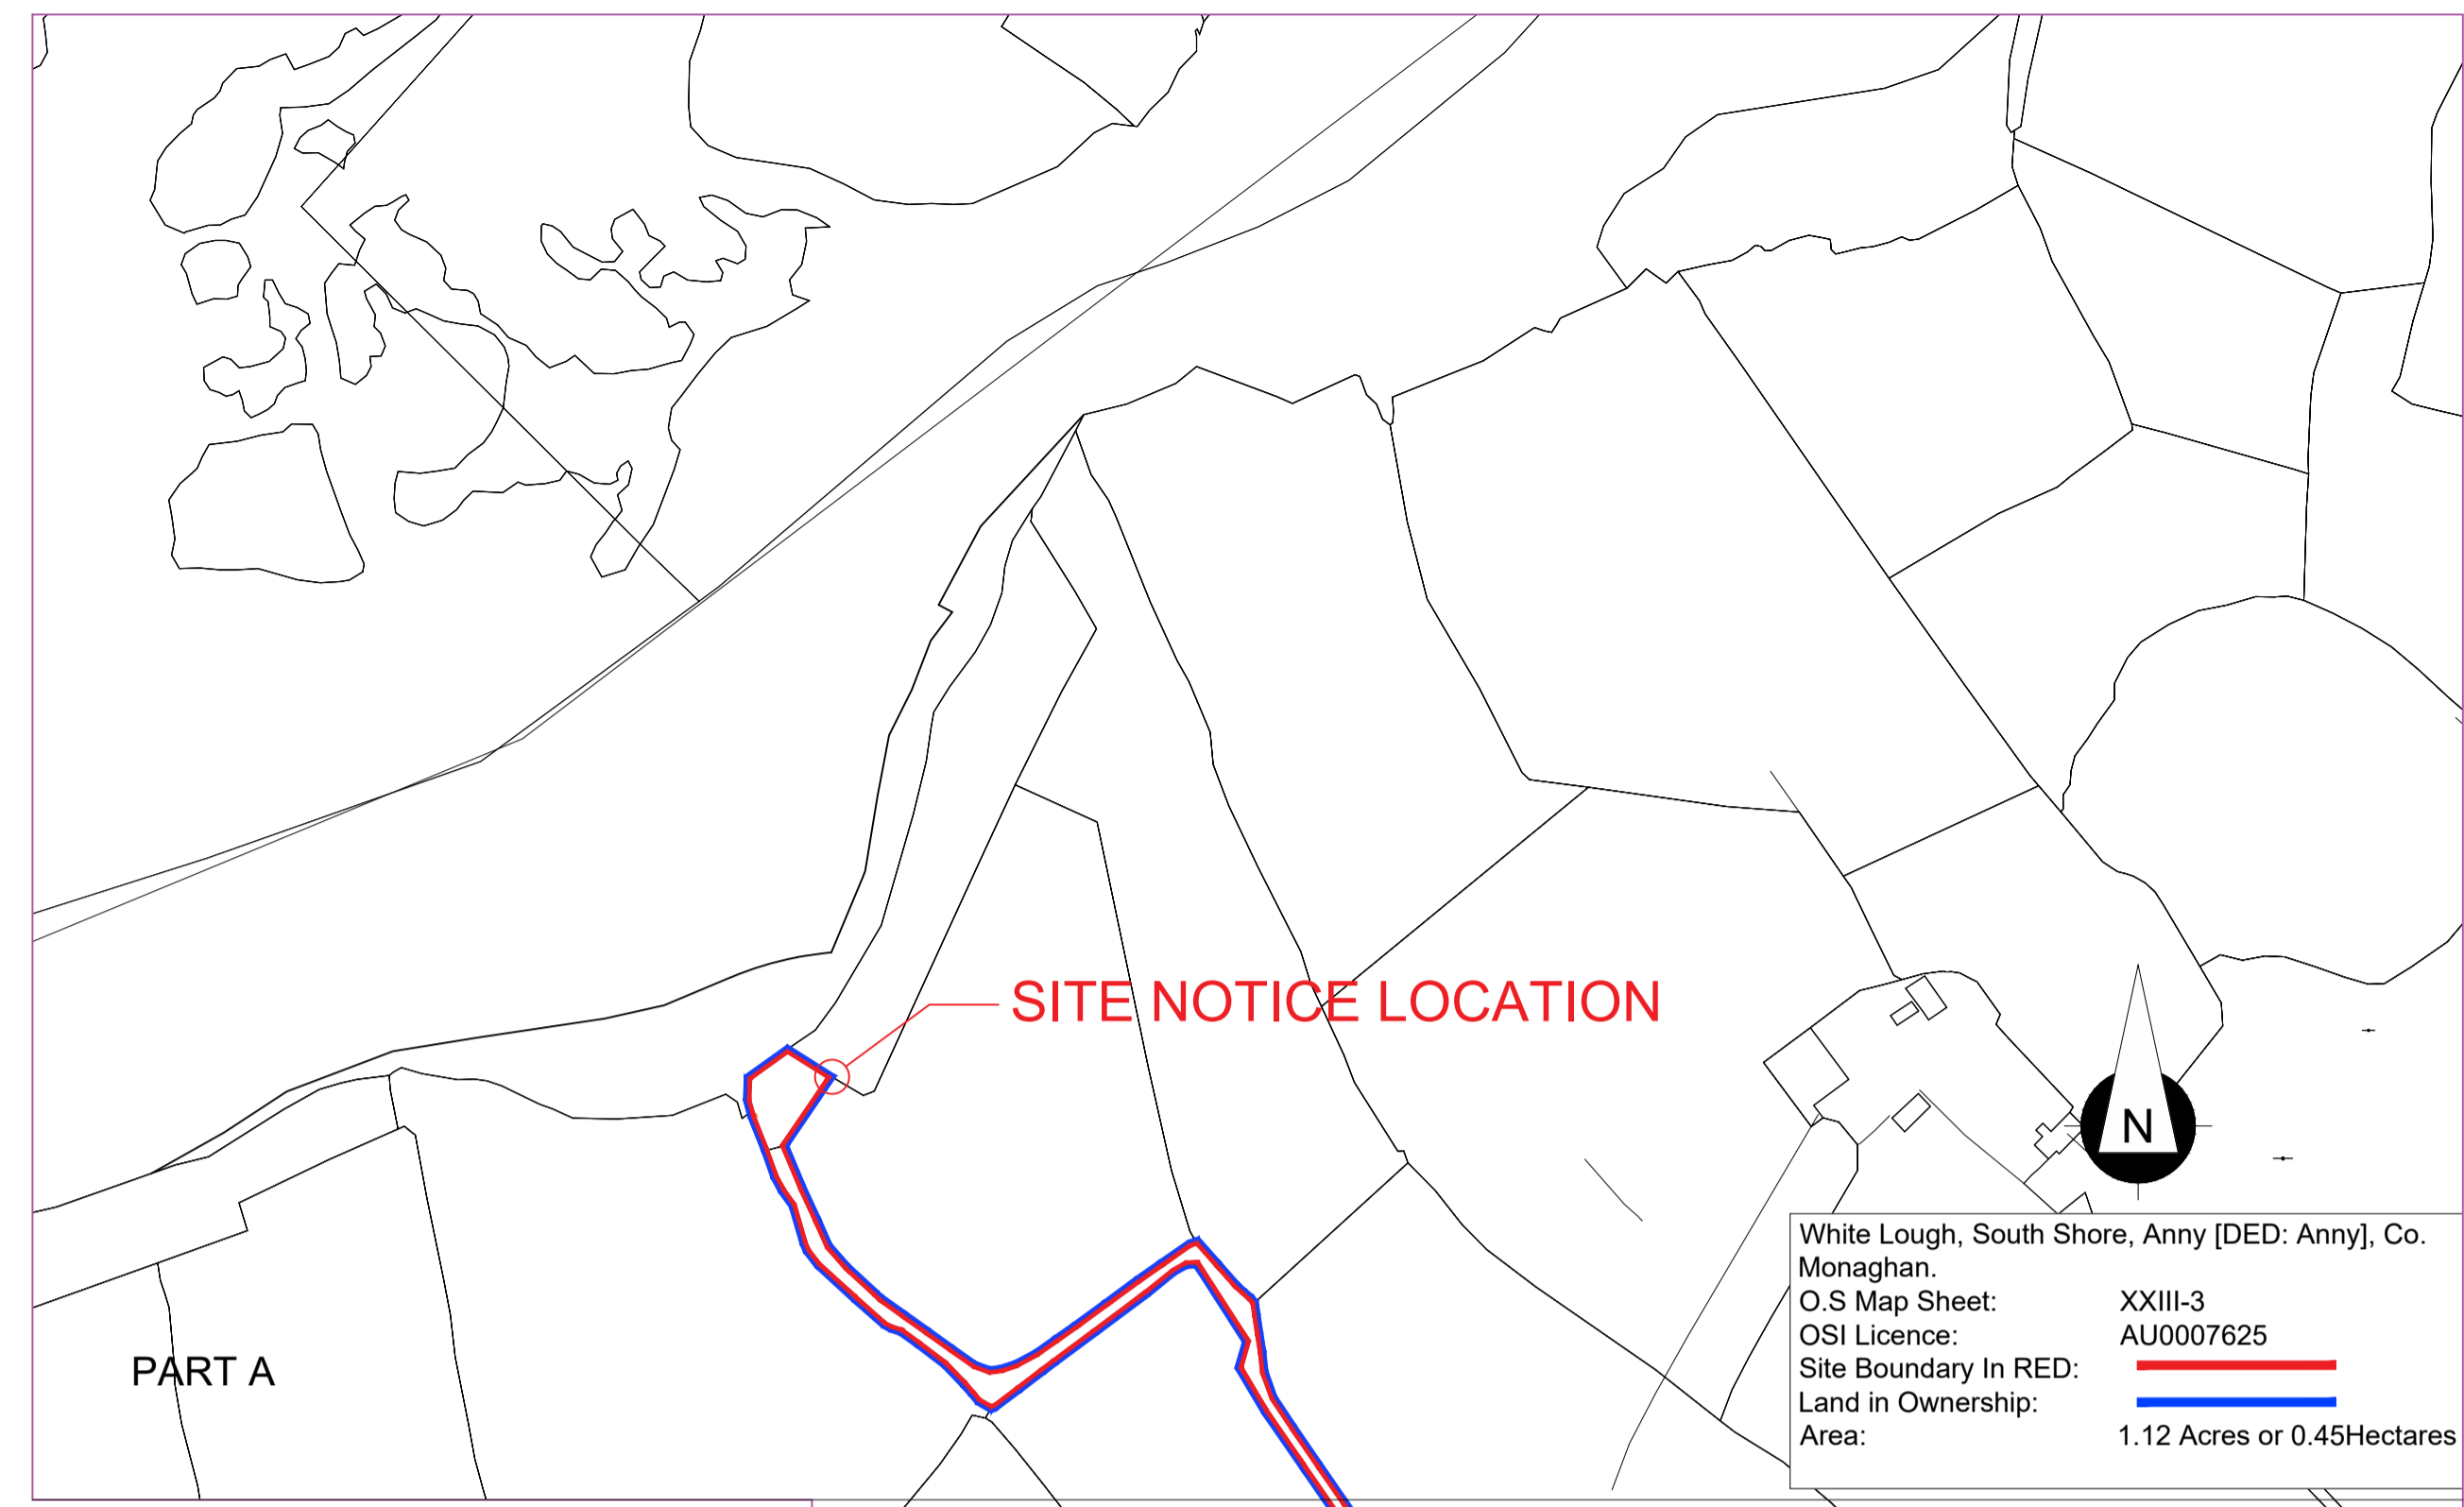 SITE NOTICE LOCATION
N
White Lough, South Shore, Anny [DED: Anny], Co.
Monaghan.
O.S Map Sheet: XXIII-3
OSI Licence: AU0007625
Site Boundary In RED:
Land in Ownership:
Area: 1.12 Acres or 0.45Hectares
PART A